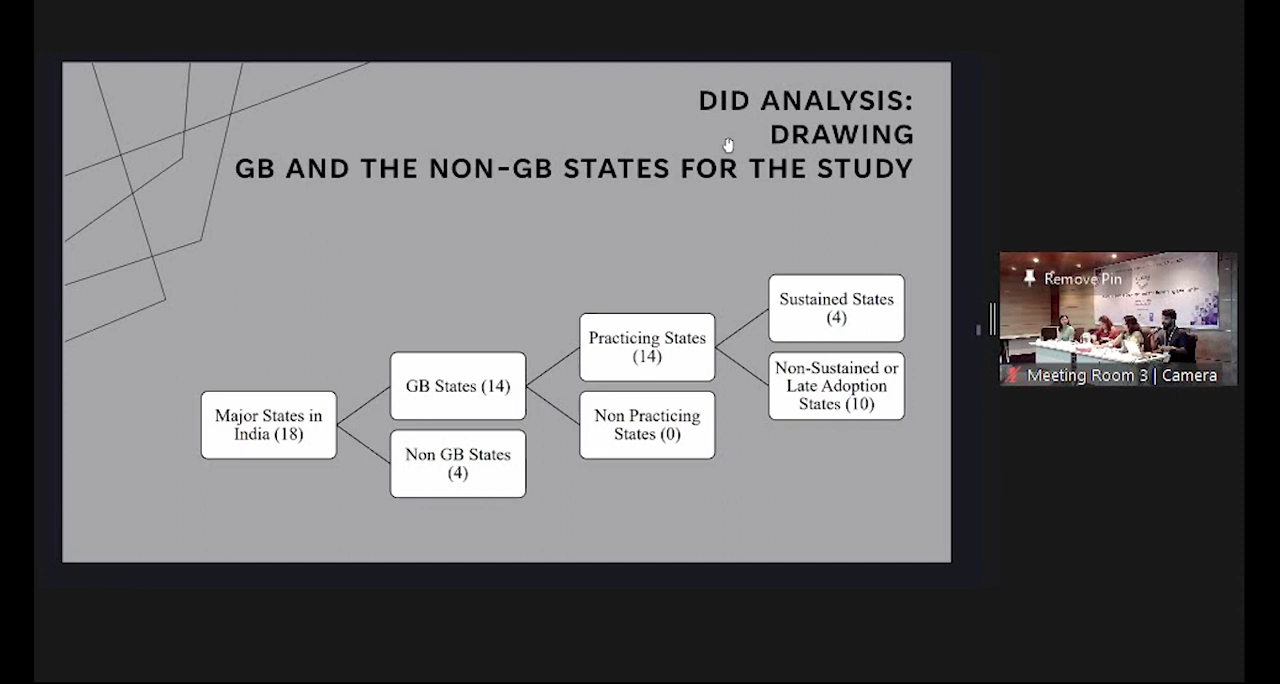 DID ANALYSIS:
DRAWING
GB AND THE NON-GB STATES FOR THE STUDY
Sustained States
(4)
Practicing States
(14)
Non-Sustained or
Late Adoption
States (10)
GB States (14)
Major States in
India (18)
Non Practicing
States (0)
Non GB States
(4)
Remove Pin
Meeting Room 3 | Camera